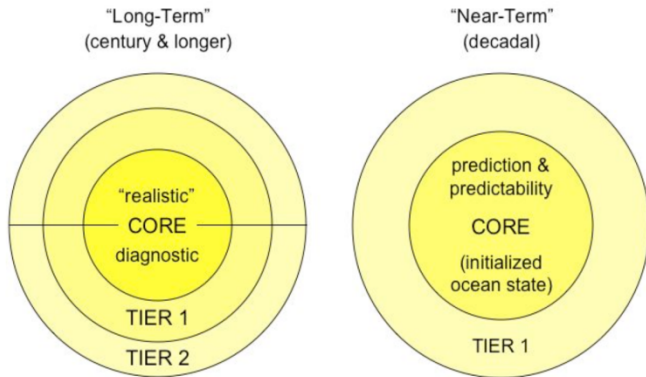 “Long-Term”
(century & longer)
“realistic”
CORE
diagnostic
TIER 1
TIER 2
“Near-Term”
(decadal)
prediction &
predictability
CORE
(initialized
ocean state)
TIER 1